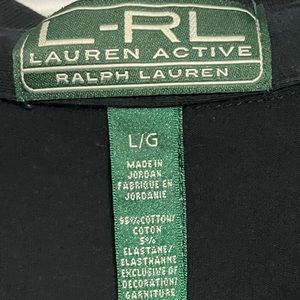 L-RL
LAUREN ACTIVE
RALPH LAUREN
L/G
MADE IN
JORDAN
FABRIQUE EN
JORDANIE
95% COTTON/
COTON
5%
ELASTANE/
ELASTHANNE
EXCLUSIVE OF
DECORATION/
GARNITURE